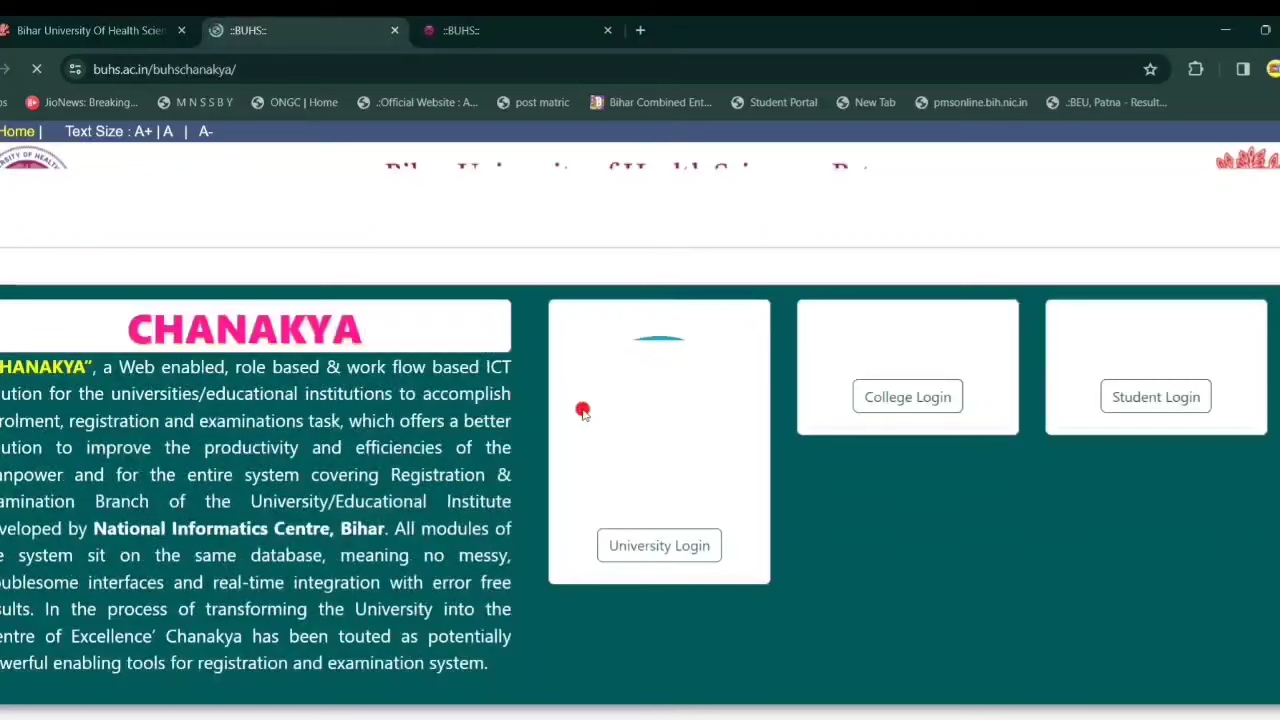 Bihar University Of Health Scien
::BUHS::
::BUHS::
buhs.ac.in/buhschanakya/
JioNews: Breaking...
M N S S B Y
ONGC | Home
.:Official Website : A...
post matric
Bihar Combined Ent...
Student Portal
New Tab
pmsonline.bih.nic.in
.:BEU, Patna - Result...
Home | Text Size : A+ | A | A-
CHANAKYA
HANAKYA”, a Web enabled, role based & work flow based ICT
ution for the universities/educational institutions to accomplish
rolment, registration and examinations task, which offers a better
ution to improve the productivity and efficiencies of the
anpower and for the entire system covering Registration &
amination Branch of the University/Educational Institute
veloped by National Informatics Centre, Bihar. All modules of
e system sit on the same database, meaning no messy,
oublesome interfaces and real-time integration with error free
sults. In the process of transforming the University into the
entre of Excellence’ Chanakya has been touted as potentially
werful enabling tools for registration and examination system.
University Login
College Login
Student Login